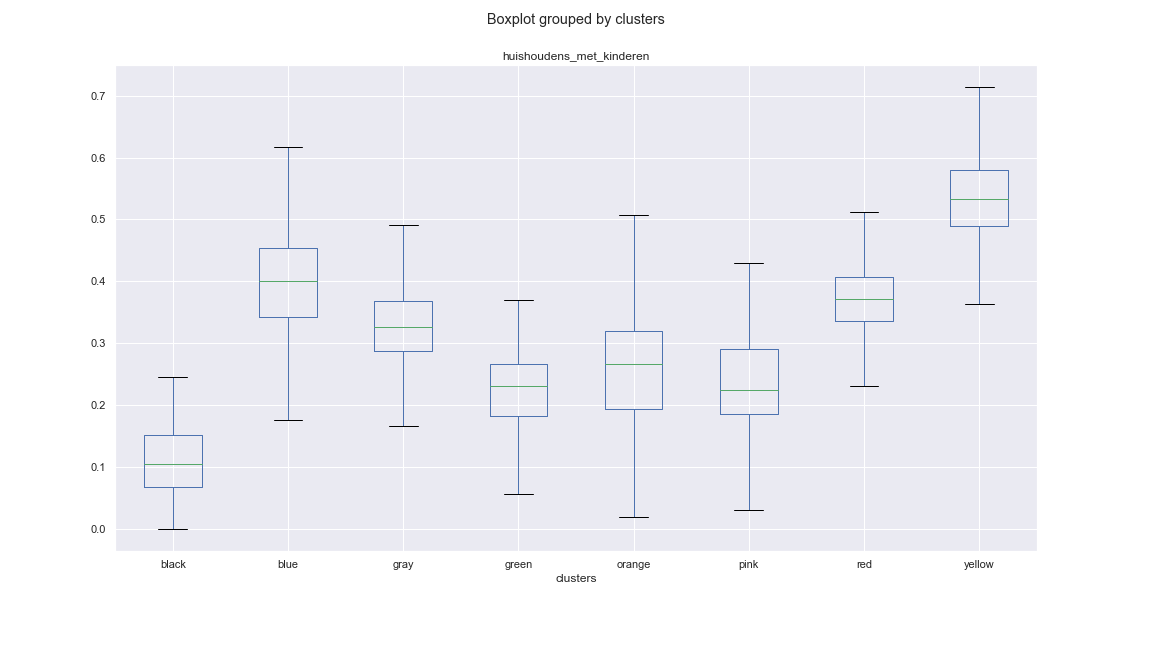 Boxplot grouped by clusters
huishoudens_met_kinderen
0.7
0.6
0.5
0.4
0.3
0.2
0.1
0.0
black blue gray green orange pink red yellow
clusters